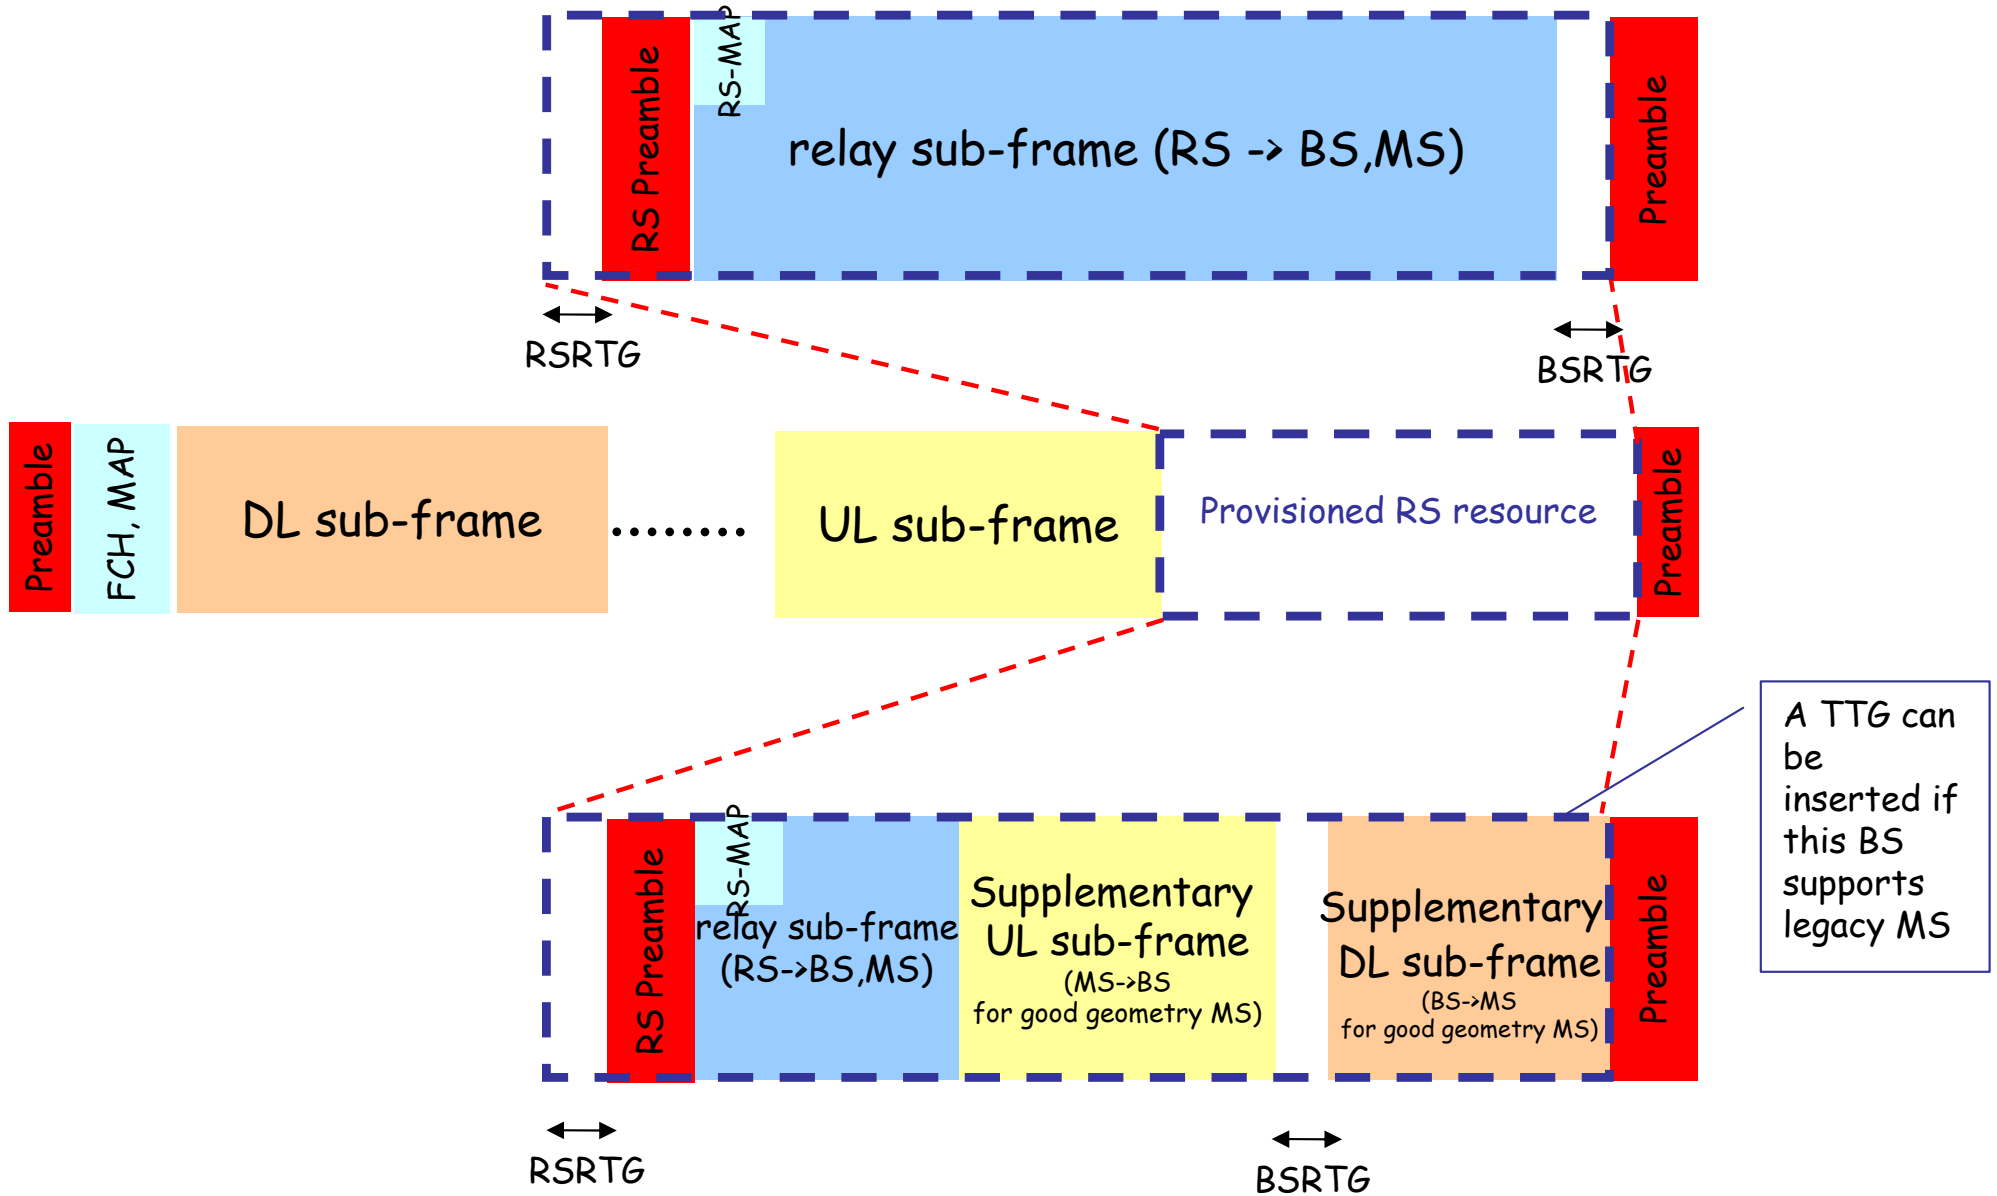 RS Preamble
RS-MAP
relay sub-frame (RS -> BS,MS)
Preamble
RSRTG
BSRTG
Preamble
FCH, MAP
DL sub-frame
........
UL sub-frame
Provisioned RS resource
Preamble
A TTG can
be
inserted if
this BS
supports
legacy MS
RS Preamble
RS-MAP
relay sub-frame
(RS->BS,MS)
Supplementary
UL sub-frame
(MS->BS
for good geometry MS)
Supplementary
DL sub-frame
(BS->MS
for good geometry MS)
Preamble
RSRTG
BSRTG